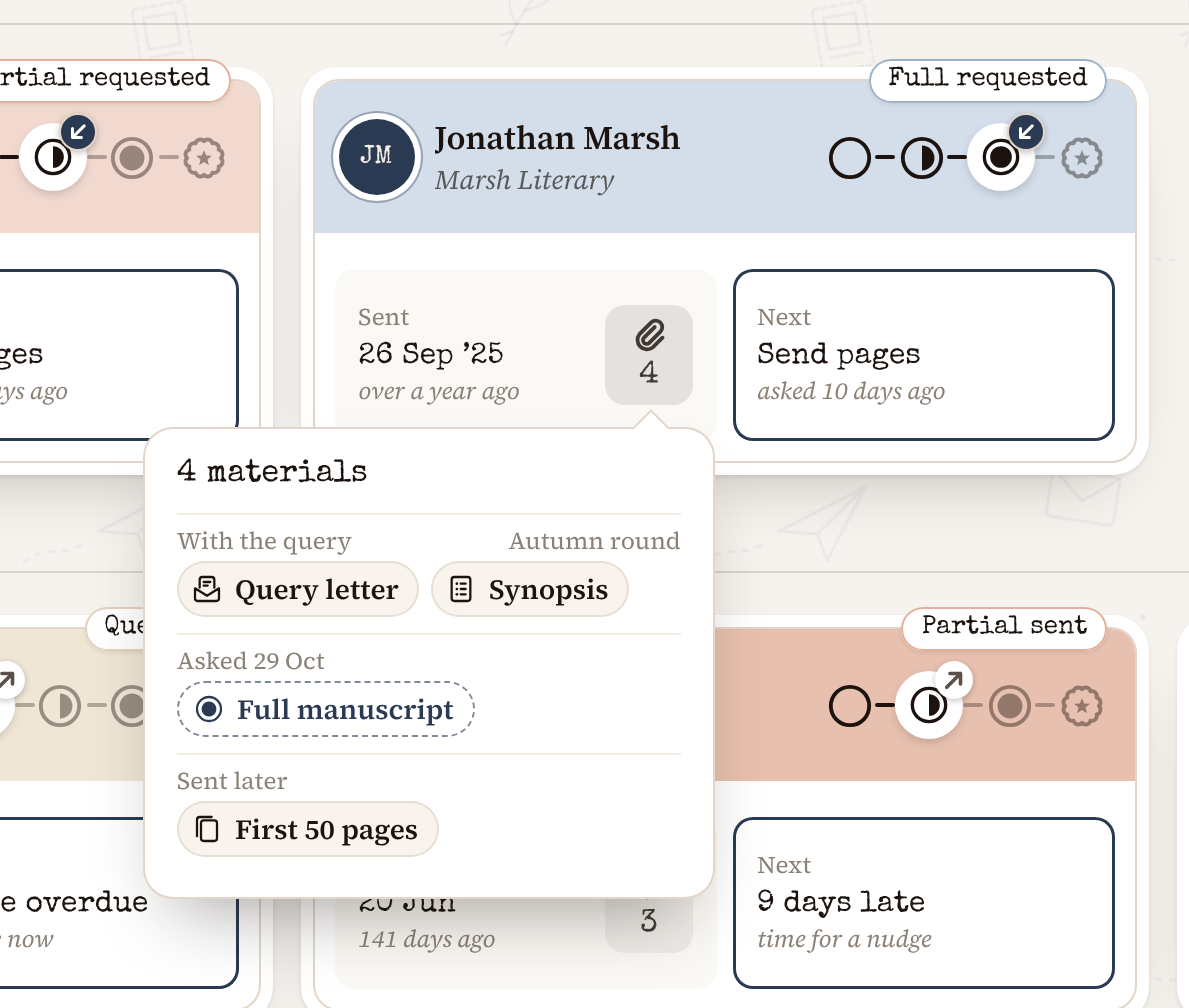 rtial requested
Full requested
JM
Jonathan Marsh
Marsh Literary
ges
ays ago
Sent
26 Sep ’25
over a year ago
4
Next
Send pages
asked 10 days ago
4 materials
With the query
Autumn round
Query letter
Synopsis
Asked 29 Oct
Full manuscript
Sent later
First 50 pages
Que
Partial sent
e overdue
now
20 Jun
141 days ago
3
Next
9 days late
time for a nudge